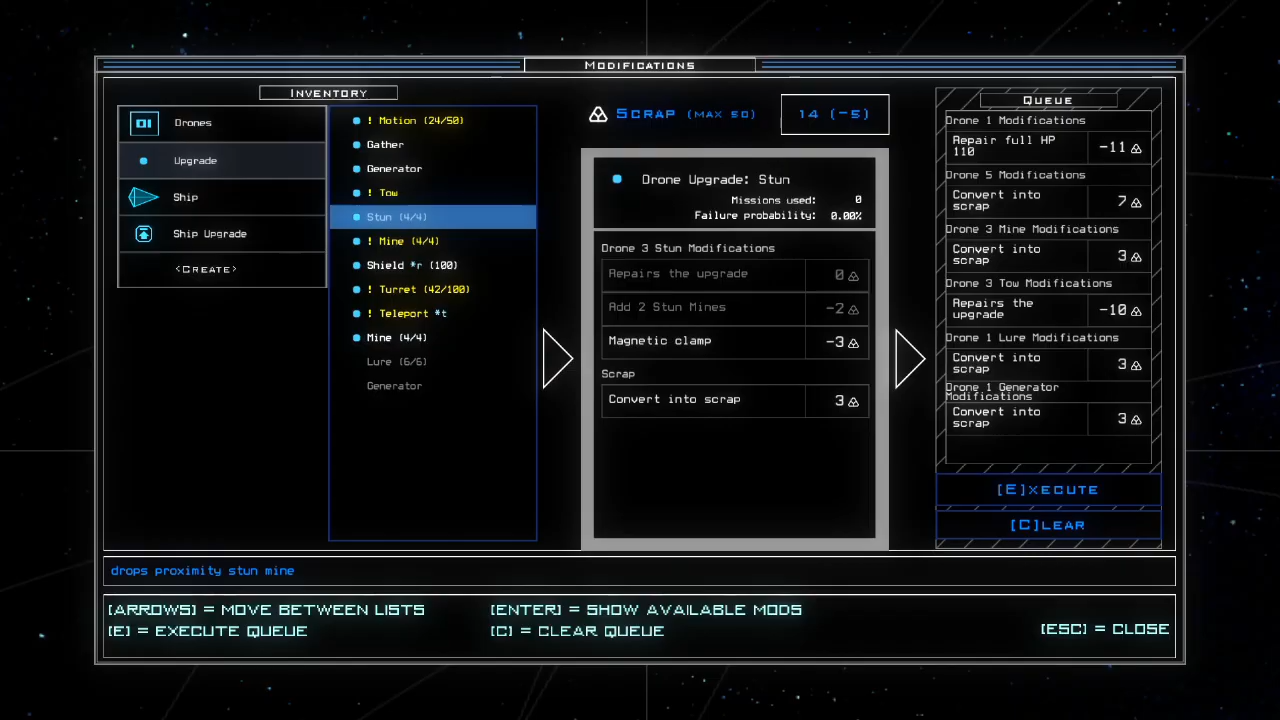 Modifications
Inventory
Drones
Upgrade
Ship
Ship Upgrade
<Create>
! Motion (24/50)
Gather
Generator
! Tow
Stun (4/4)
! Mine (4/4)
Shield *r (100)
! Turret (42/100)
! Teleport *t
Mine (4/4)
Lure (6/6)
Generator
Scrap (max 50)
14 (-5)
Drone Upgrade: Stun
Missions used: 0
Failure probability: 0.00%
Drone 3 Stun Modifications
Repairs the upgrade 0
Add 2 Stun Mines -2
Magnetic clamp -3
Scrap
Convert into scrap 3
Queue
Drone 1 Modifications
Repair full HP
110
-11
Drone 5 Modifications
Convert into
scrap
7
Drone 3 Mine Modifications
Convert into
scrap
3
Drone 3 Tow Modifications
Repairs the
upgrade
-10
Drone 1 Lure Modifications
Convert into
scrap
3
Drone 1 Generator
Modifications
Convert into
scrap
3
[E]xecute
[C]lear
drops proximity stun mine
[ARROWS] = MOVE BETWEEN LISTS
[E] = EXECUTE QUEUE
[ENTER] = SHOW AVAILABLE MODS
[C] = CLEAR QUEUE
[ESC] = CLOSE